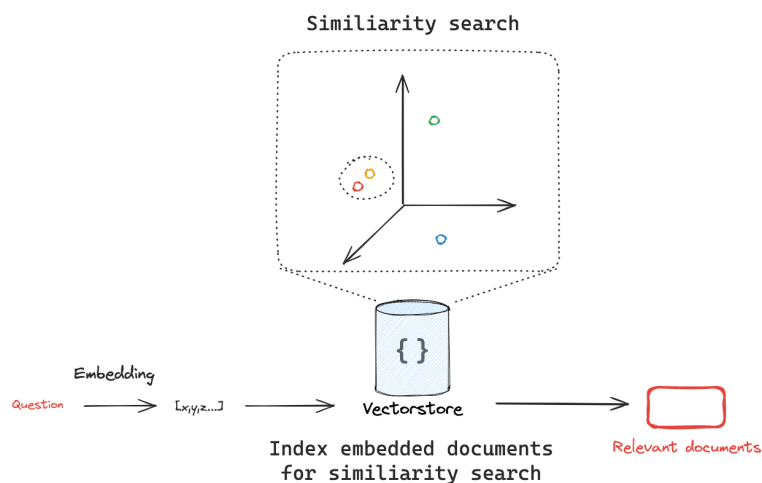 Similiarity search
{ }
Embedding
Question
[x,y,z...]
Vectorstore
Relevant documents
Index embedded documents
for similiarity search